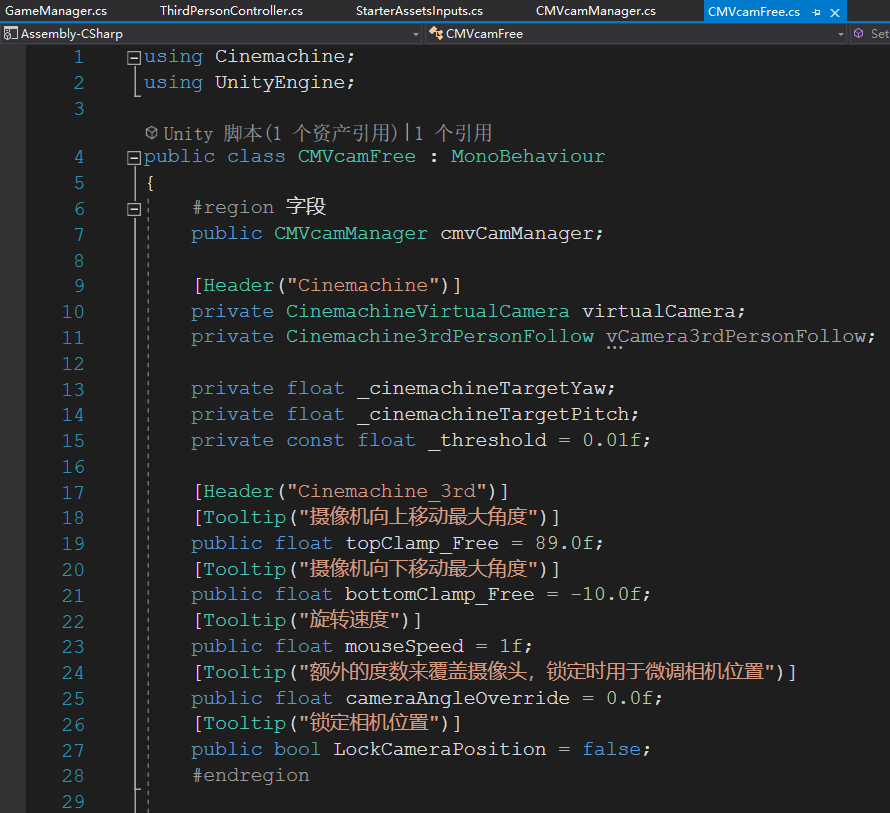 GameManager.cs ThirdPersonController.cs StarterAssetsInputs.cs CMVcamManager.cs CMVcamFree.cs
Assembly-CSharp CMVcamFree Set
1 using Cinemachine;
2 using UnityEngine;
3
Unity 脚本(1 个资产引用)|1 个引用
4 public class CMVcamFree : MonoBehaviour
5 {
6 #region 字段
7 public CMVcamManager cmvCamManager;
8
9 [Header("Cinemachine")]
10 private CinemachineVirtualCamera virtualCamera;
11 private Cinemachine3rdPersonFollow vCamera3rdPersonFollow;
12
13 private float _cinemachineTargetYaw;
14 private float _cinemachineTargetPitch;
15 private const float _threshold = 0.01f;
16
17 [Header("Cinemachine_3rd")]
18 [Tooltip("摄像机向上移动最大角度")]
19 public float topClamp_Free = 89.0f;
20 [Tooltip("摄像机向下移动最大角度")]
21 public float bottomClamp_Free = -10.0f;
22 [Tooltip("旋转速度")]
23 public float mouseSpeed = 1f;
24 [Tooltip("额外的度数来覆盖摄像头，锁定时用于微调相机位置")]
25 public float cameraAngleOverride = 0.0f;
26 [Tooltip("锁定相机位置")]
27 public bool LockCameraPosition = false;
28 #endregion
29